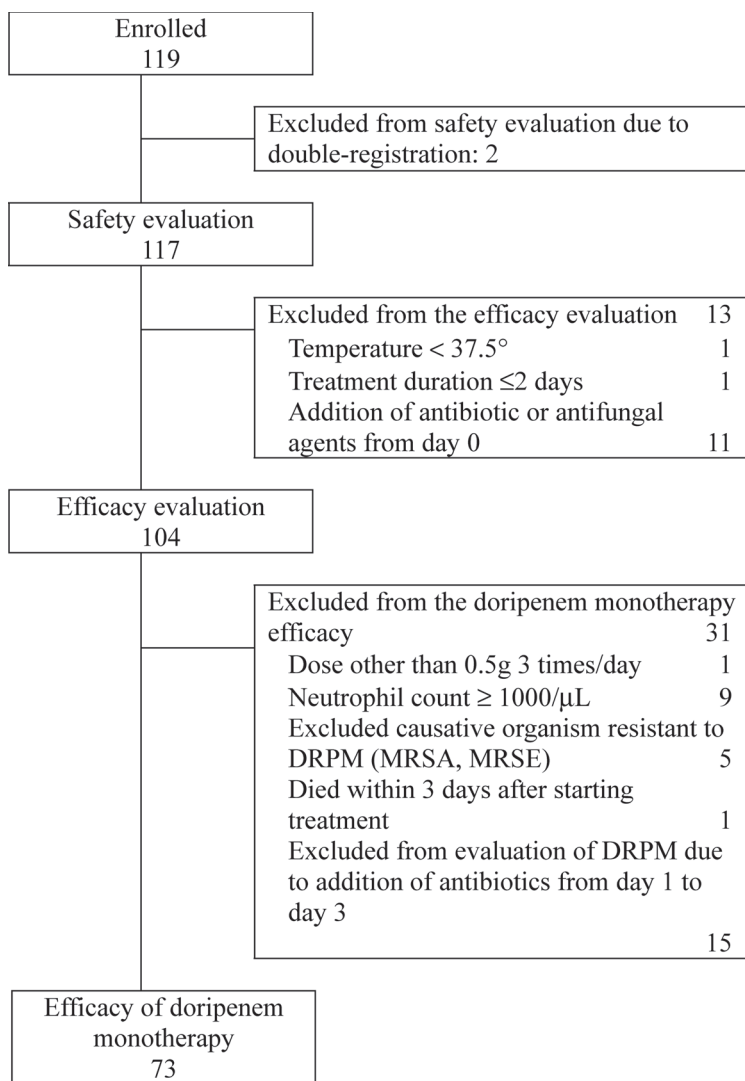 Enrolled
119
Excluded from safety evaluation due to
double-registration: 2
Safety evaluation
117
Excluded from the efficacy evaluation 13
Temperature < 37.5° 1
Treatment duration ≤2 days 1
Addition of antibiotic or antifungal
agents from day 0 11
Efficacy evaluation
104
Excluded from the doripenem monotherapy
efficacy 31
Dose other than 0.5g 3 times/day 1
Neutrophil count ≥ 1000/μL 9
Excluded causative organism resistant to
DRPM (MRSA, MRSE) 5
Died within 3 days after starting
treatment 1
Excluded from evaluation of DRPM due
to addition of antibiotics from day 1 to
day 3
15
Efficacy of doripenem
monotherapy
73